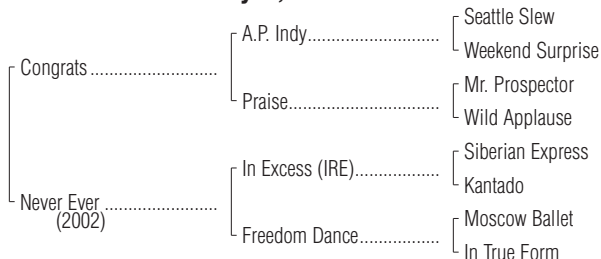 Seattle Slew
A.P. Indy
Weekend Surprise
Congrats
Mr. Prospector
Praise
Wild Applause
Siberian Express
In Excess (IRE)
Kantado
Never Ever
(2002)
Moscow Ballet
Freedom Dance
In True Form